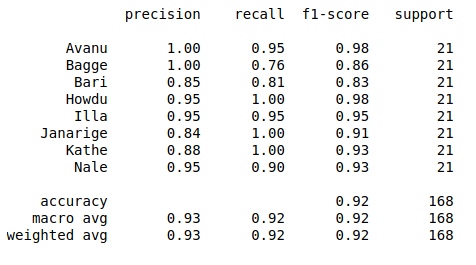 precision recall f1-score support
Avanu 1.00 0.95 0.98 21
Bagge 1.00 0.76 0.86 21
Bari 0.85 0.81 0.83 21
Howdu 0.95 1.00 0.98 21
Illa 0.95 0.95 0.95 21
Janarige 0.84 1.00 0.91 21
Kathe 0.88 1.00 0.93 21
Nale 0.95 0.90 0.93 21
accuracy 0.92 168
macro avg 0.93 0.92 0.92 168
weighted avg 0.93 0.92 0.92 168